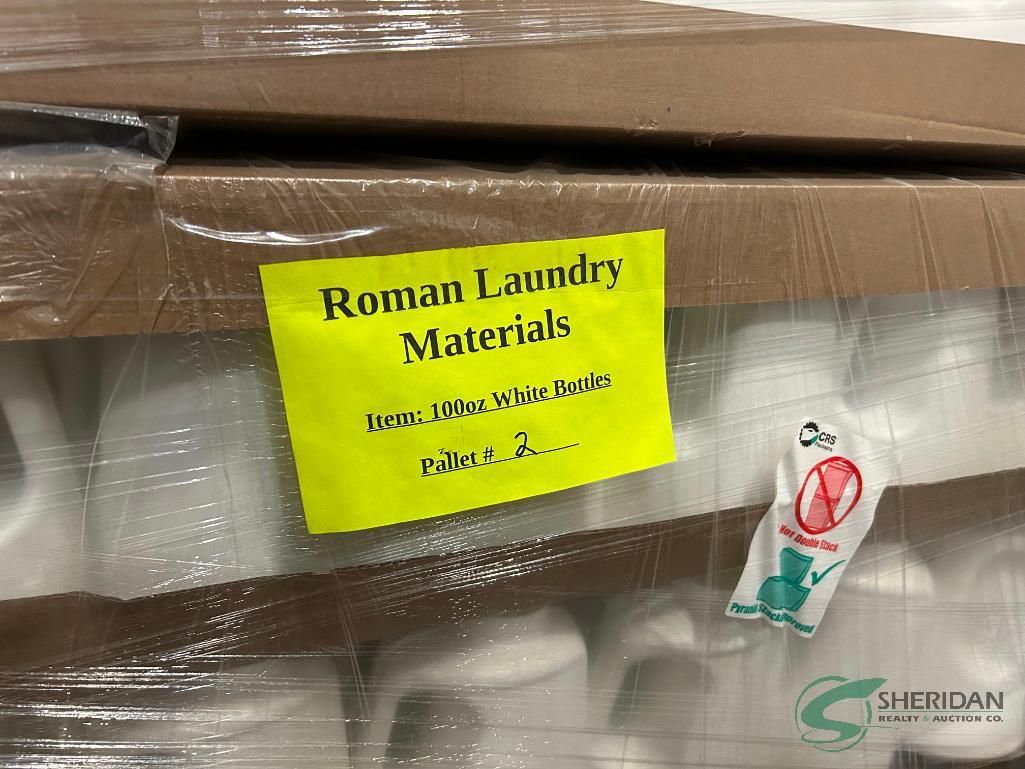 Roman Laundry
Materials
Item: 100oz White Bottles
Pallet # 2
CRS
Packaging
Not Double Stack
Pyramid Stack Approved
SHERIDAN
REALTY & AUCTION CO.